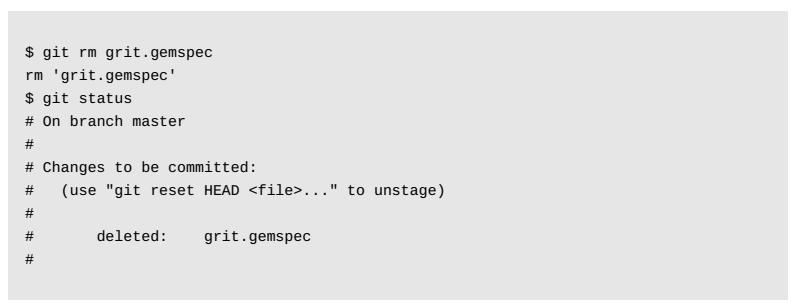 $ git rm grit.gemspec
rm 'grit.gemspec'
$ git status
# On branch master
#
# Changes to be committed:
#   (use "git reset HEAD <file>..." to unstage)
#
#       deleted:    grit.gemspec
#